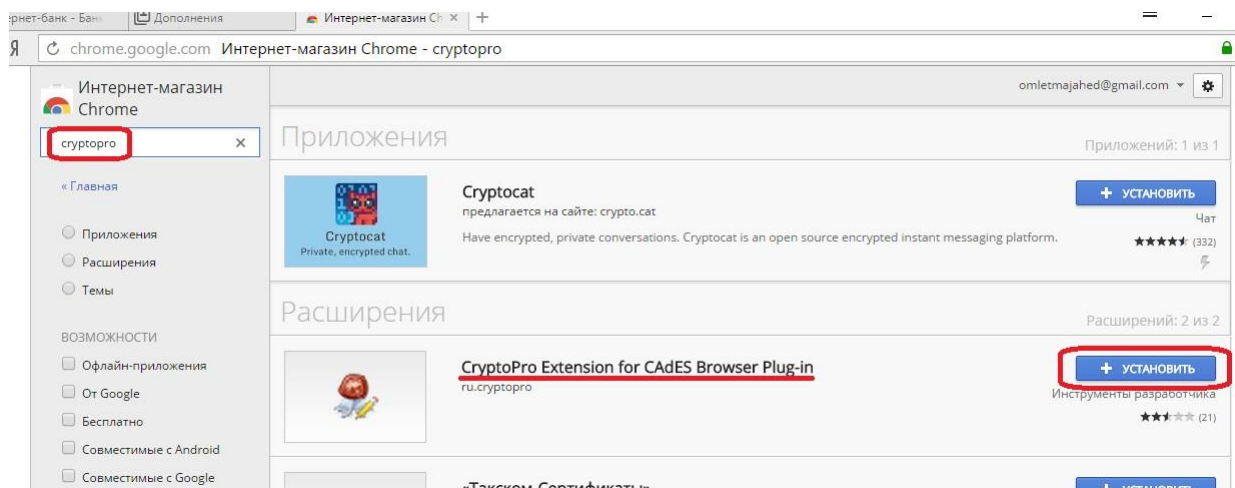 рнет-банк - Бан
Дополнения
Интернет-магазин Ch
Я
chrome.google.com Интернет-магазин Chrome - cryptopro
Интернет-магазин
Chrome
omletmajahed@gmail.com
cryptopro
« Главная
Приложения
Расширения
Темы
ВОЗМОЖНОСТИ
Офлайн-приложения
От Google
Бесплатно
Совместимые с Android
Совместимые с Google
Приложения
Приложений: 1 из 1
Cryptocat
Private, encrypted chat.
Cryptocat
предлагается на сайте: crypto.cat
Have encrypted, private conversations. Cryptocat is an open source encrypted instant messaging platform.
+ УСТАНОВИТЬ
Чат
(332)
Расширения
Расширений: 2 из 2
CryptoPro Extension for CAdES Browser Plug-in
ru.cryptopro
+ УСТАНОВИТЬ
Инструменты разработчика
(21)
«Такском-Сертификаты»
+ УСТАНОВИТЬ